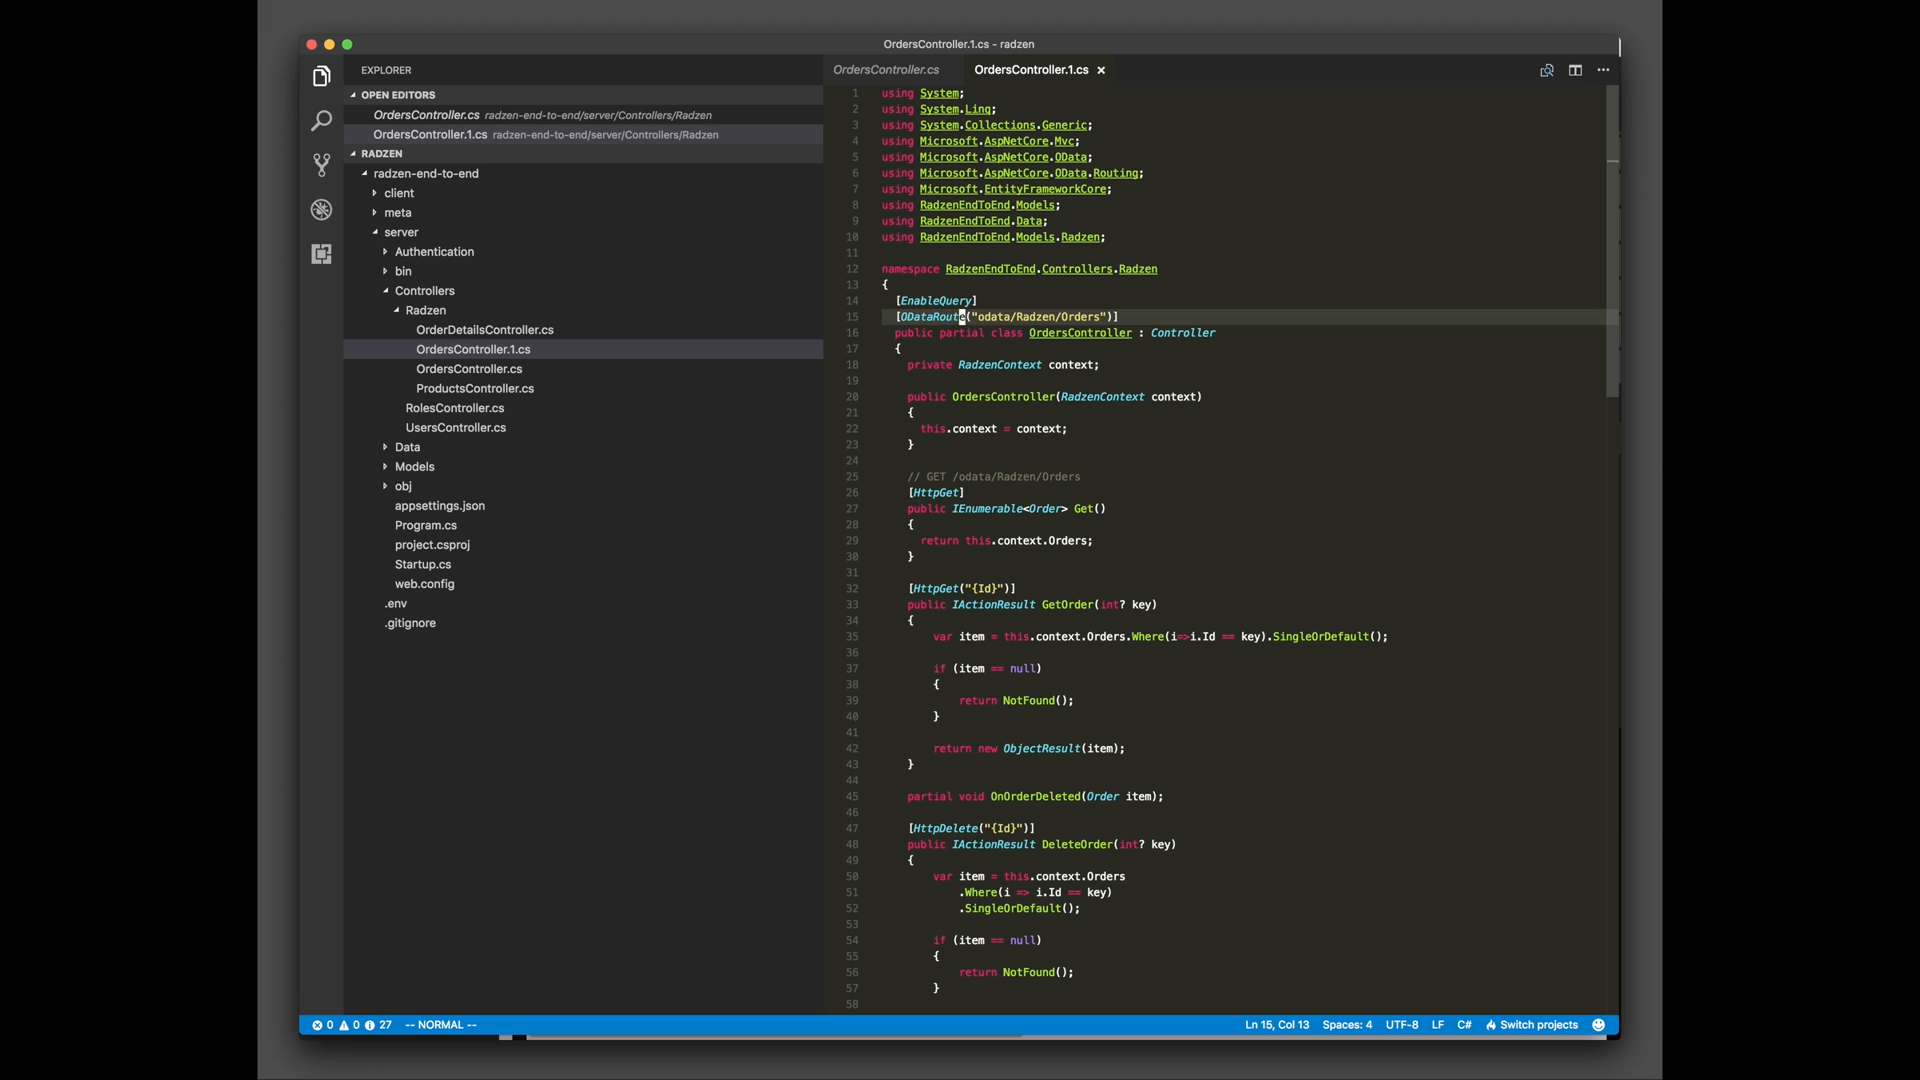 OrdersController.1.cs - radzen
EXPLORER
OPEN EDITORS
OrdersController.cs radzen-end-to-end/server/Controllers/Radzen
OrdersController.1.cs radzen-end-to-end/server/Controllers/Radzen
RADZEN
radzen-end-to-end
client
meta
server
Authentication
bin
Controllers
Radzen
OrderDetailsController.cs
OrdersController.1.cs
OrdersController.cs
ProductsController.cs
RolesController.cs
UsersController.cs
Data
Models
obj
appsettings.json
Program.cs
project.csproj
Startup.cs
web.config
.env
.gitignore
OrdersController.cs OrdersController.1.cs
1 using System;
2 using System.Linq;
3 using System.Collections.Generic;
4 using Microsoft.AspNetCore.Mvc;
5 using Microsoft.AspNetCore.OData;
6 using Microsoft.AspNetCore.OData.Routing;
7 using Microsoft.EntityFrameworkCore;
8 using RadzenEndToEnd.Models;
9 using RadzenEndToEnd.Data;
10 using RadzenEndToEnd.Models.Radzen;
11
12 namespace RadzenEndToEnd.Controllers.Radzen
13 {
14 [EnableQuery]
15 [ODataRoute("odata/Radzen/Orders")]
16 public partial class OrdersController : Controller
17 {
18 private RadzenContext context;
19
20 public OrdersController(RadzenContext context)
21 {
22 this.context = context;
23 }
24
25 // GET /odata/Radzen/Orders
26 [HttpGet]
27 public IEnumerable<Order> Get()
28 {
29 return this.context.Orders;
30 }
31
32 [HttpGet("{Id}")]
33 public IActionResult GetOrder(int? key)
34 {
35 var item = this.context.Orders.Where(i=>i.Id == key).SingleOrDefault();
36
37 if (item == null)
38 {
39 return NotFound();
40 }
41
42 return new ObjectResult(item);
43 }
44
45 partial void OnOrderDeleted(Order item);
46
47 [HttpDelete("{Id}")]
48 public IActionResult DeleteOrder(int? key)
49 {
50 var item = this.context.Orders
51 .Where(i => i.Id == key)
52 .SingleOrDefault();
53
54 if (item == null)
55 {
56 return NotFound();
57 }
58
0 0 27 -- NORMAL -- Ln 15, Col 13 Spaces: 4 UTF-8 LF C# Switch projects